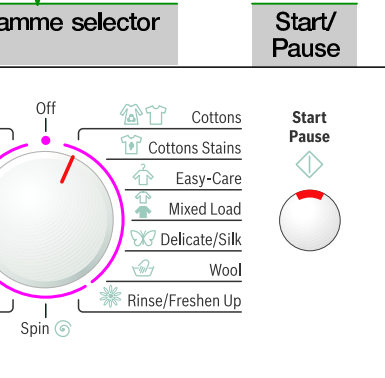 amme selector
Start/
Pause
Off
Cottons
Cottons Stains
Easy-Care
Mixed Load
Delicate/Silk
Wool
Rinse/Freshen Up
Spin
Start
Pause